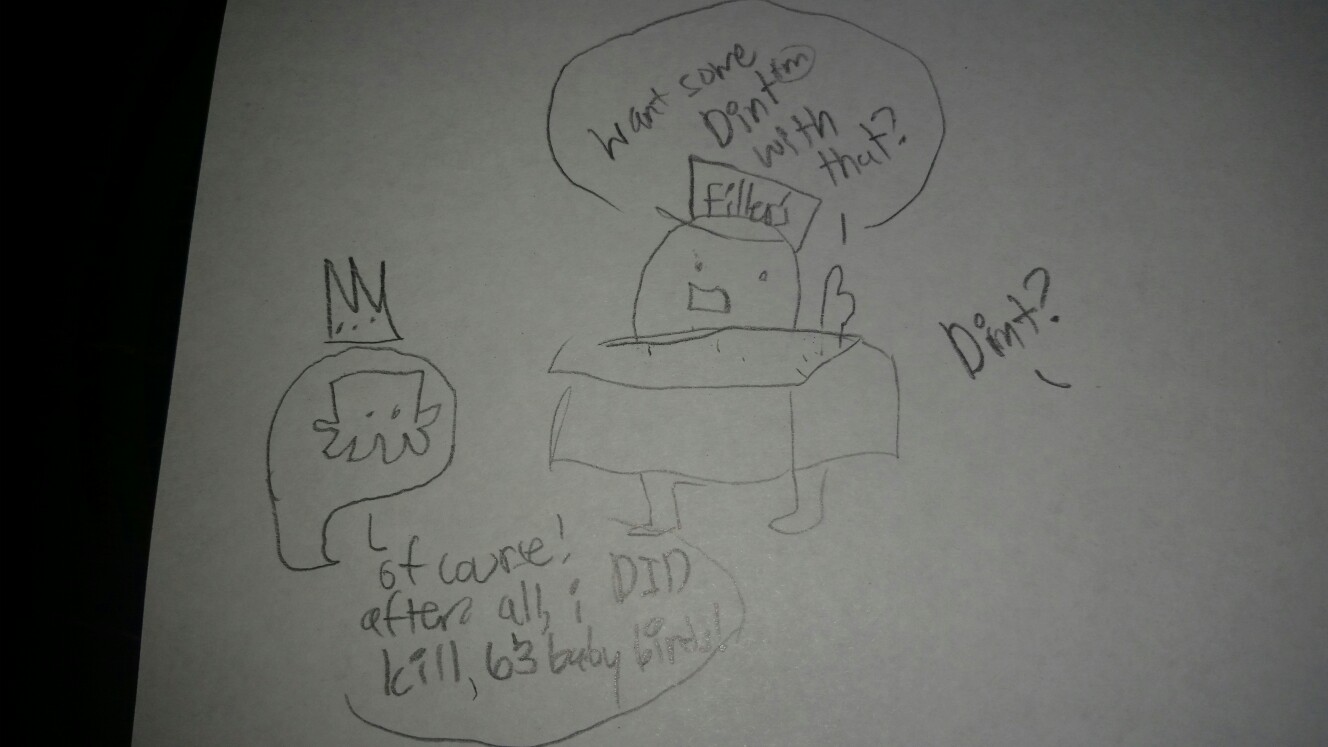 Want some
Dint tm
with
that?
Filler's
Dint?
of course!
after all, i DID
kill, 63 baby birds!